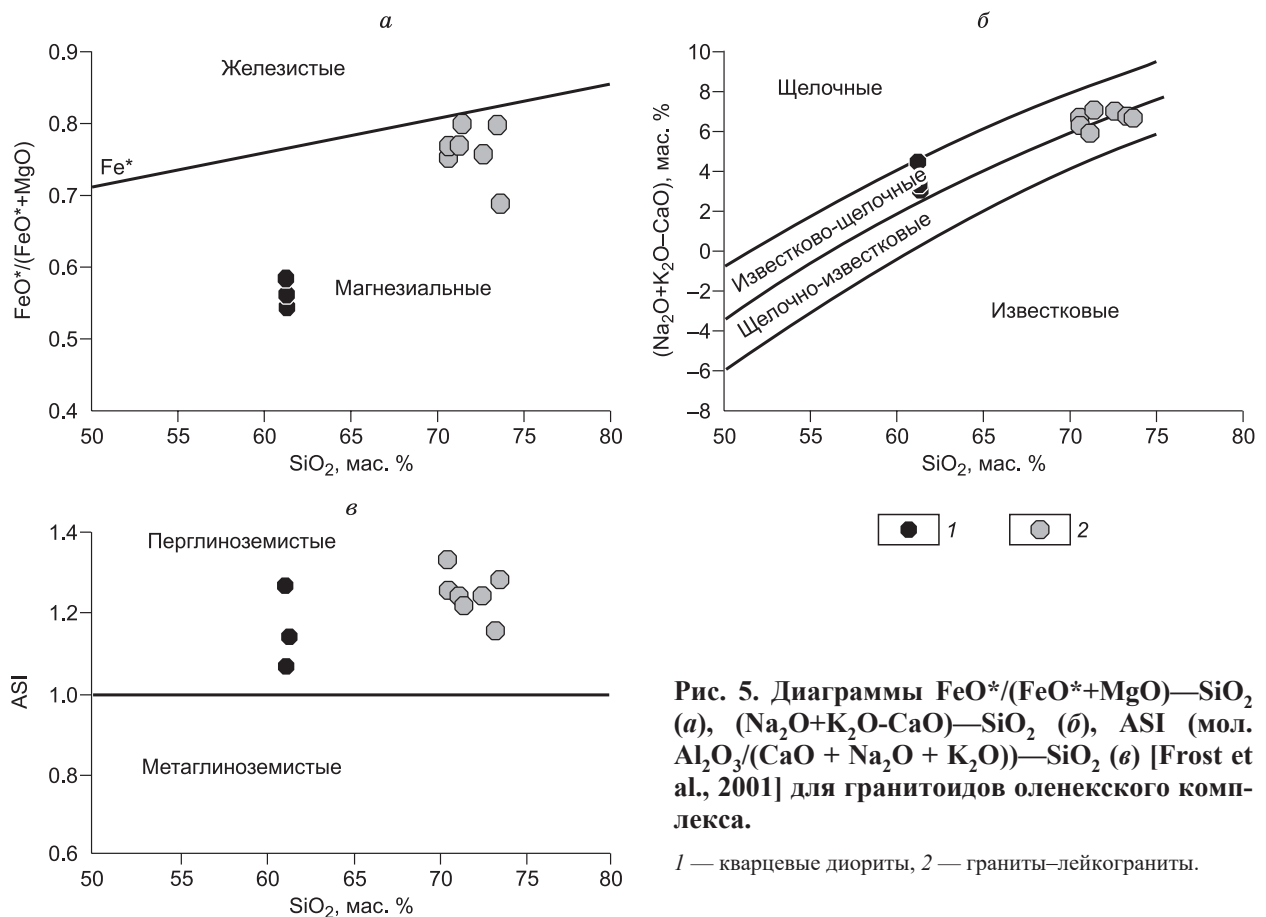 а
0.9
0.8
0.7
0.6
0.5
0.4
FeO*/(FeO*+MgO)
Железистые
Fe*
Магнезиальные
50 55 60 65 70 75 80
SiO₂, мас. %
б
10
8
6
4
2
0
–2
–4
–6
–8
(Na₂O+K₂O–CaO), мас. %
Щелочные
Известково-щелочные
Щелочно-известковые
Известковые
50 55 60 65 70 75 80
SiO₂, мас. %
в
1.4
1.2
1.0
0.8
0.6
ASI
Перглиноземистые
Метаглиноземистые
50 55 60 65 70 75 80
SiO₂, мас. %
1 2
Рис. 5. Диаграммы FeO*/(FeO*+MgO)—SiO₂
(а), (Na₂O+K₂O-CaO)—SiO₂ (б), ASI (мол.
Al₂O₃/(CaO + Na₂O + K₂O))—SiO₂ (в) [Frost et
al., 2001] для гранитоидов оленекского комп-
лекса.
1 — кварцевые диориты, 2 — граниты–лейкограниты.